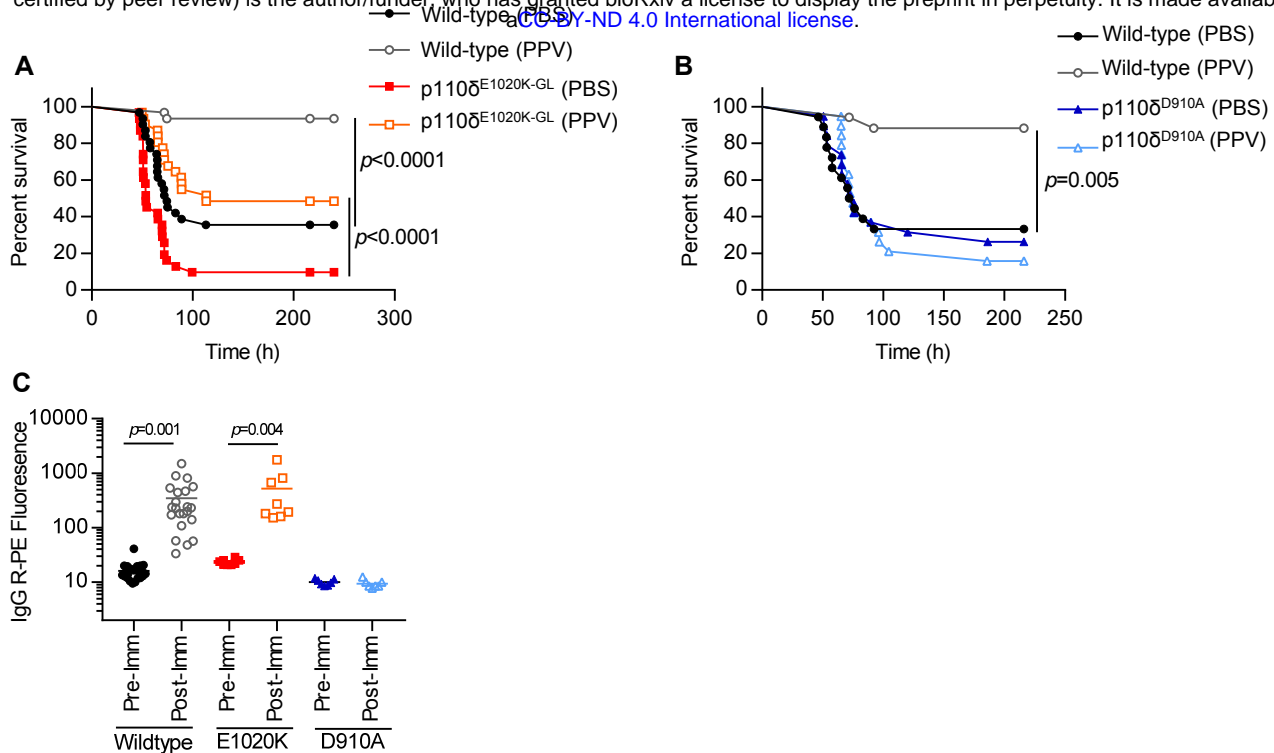 certified by peer review) is the author/funder, who has granted bioRxiv a license to display the preprint in perpetuity. It is made availab
aCC-BY-ND 4.0 International license.
Wild-type (PBS)
Wild-type (PPV)
p110δE1020K-GL (PBS)
p110δE1020K-GL (PPV)
A
Percent survival
100
80
60
40
20
0
p<0.0001
p<0.0001
0 100 200 300
Time (h)
Wild-type (PBS)
Wild-type (PPV)
p110δD910A (PBS)
p110δD910A (PPV)
B
Percent survival
100
80
60
40
20
0
p=0.005
0 50 100 150 200 250
Time (h)
C
IgG R-PE Fluoresence
10000
1000
100
10
p=0.001 p=0.004
Pre-Imm Post-Imm Pre-Imm Post-Imm Pre-Imm Post-Imm
Wildtype E1020K D910A